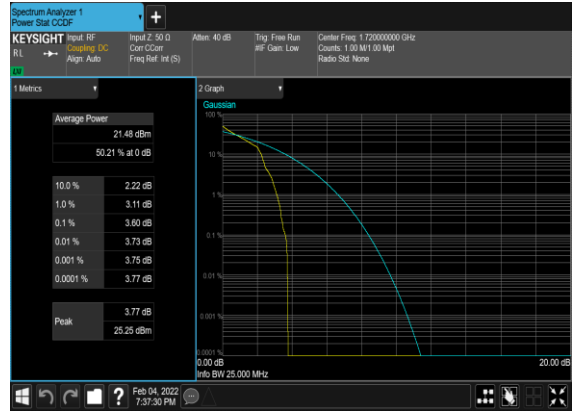 Spectrum Analyzer 1
Power Stat CCDF
KEYSIGHT
RL
LV
Input: RF
Coupling: DC
Align: Auto
Input Z: 50 Ω
Corr CCorr
Freq Ref: Int (S)
Atten: 40 dB
Trig: Free Run
#IF Gain: Low
Center Freq: 1.720000000 GHz
Counts: 1.00 M/1.00 Mpt
Radio Std: None
1 Metrics
Average Power
21.48 dBm
50.21 % at 0 dB
10.0 % 2.22 dB
1.0 % 3.11 dB
0.1 % 3.60 dB
0.01 % 3.73 dB
0.001 % 3.75 dB
0.0001 % 3.77 dB
Peak
3.77 dB
25.25 dBm
2 Graph
Gaussian
100 %
10 %
1 %
0.1 %
0.01 %
0.001 %
0.0001 %
0.00 dB
20.00 dB
Info BW 25.000 MHz
?
Feb 04, 2022
7:37:30 PM